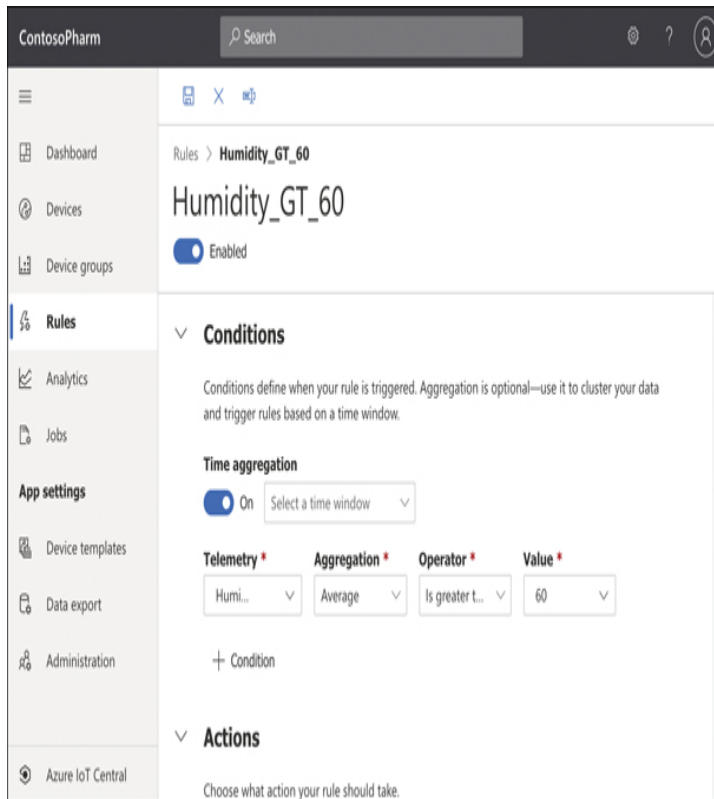 ContosoPharm
Search
?
Dashboard
Devices
Device groups
Rules
Analytics
Jobs
App settings
Device templates
Data export
Administration
Azure IoT Central
Rules > Humidity_GT_60
Humidity_GT_60
Enabled
Conditions
Conditions define when your rule is triggered. Aggregation is optional—use it to cluster your data
and trigger rules based on a time window.
Time aggregation
On Select a time window
Telemetry * Aggregation * Operator * Value *
Humi... Average Is greater t... 60
+ Condition
Actions
Choose what action your rule should take.